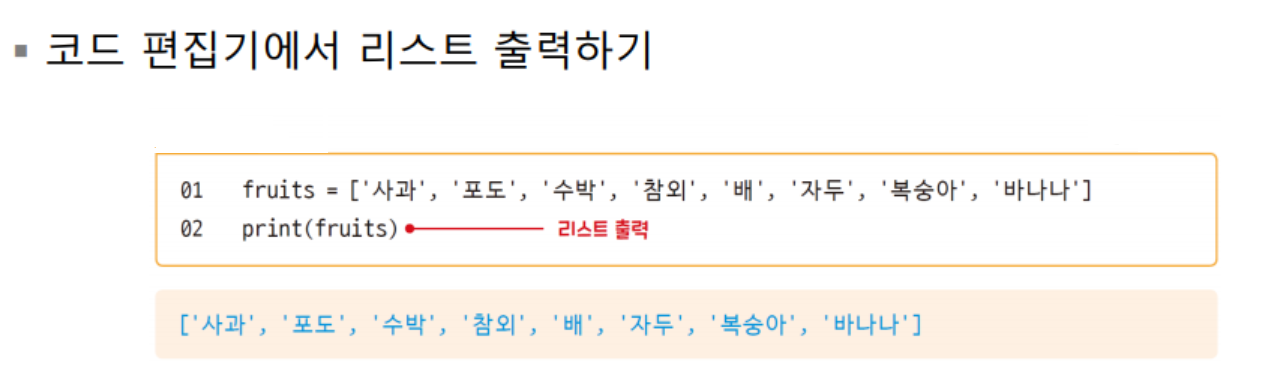 ▪ 코드 편집기에서 리스트 출력하기
01 fruits = ['사과', '포도', '수박', '참외', '배', '자두', '복숭아', '바나나']
02 print(fruits) 리스트 출력
['사과', '포도', '수박', '참외', '배', '자두', '복숭아', '바나나']